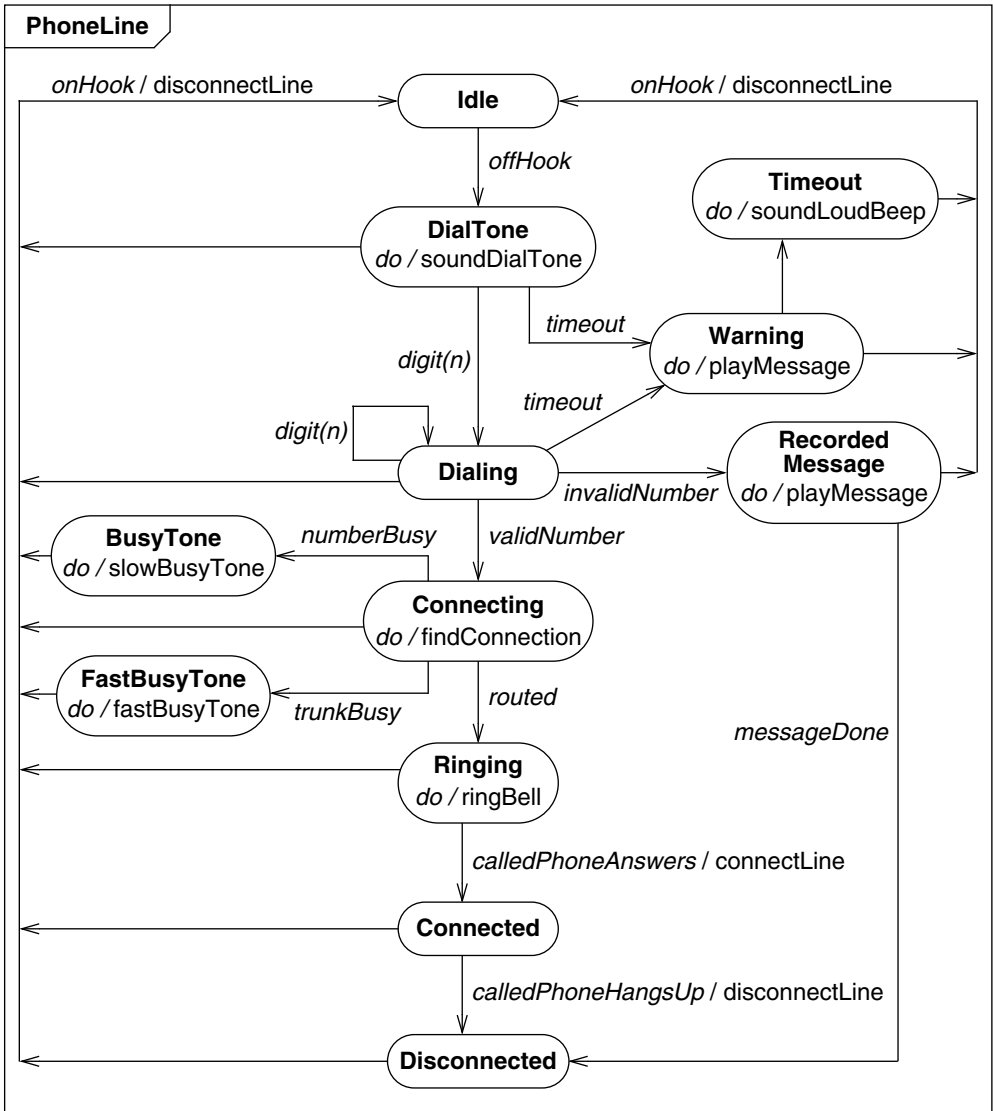 PhoneLine
onHook / disconnectLine
Idle
onHook / disconnectLine
offHook
Timeout
do / soundLoudBeep
DialTone
do / soundDialTone
timeout
Warning
do / playMessage
digit(n)
timeout
digit(n)
Dialing
invalidNumber
Recorded
Message
do / playMessage
BusyTone
do / slowBusyTone
numberBusy
validNumber
Connecting
do / findConnection
FastBusyTone
do / fastBusyTone
trunkBusy
routed
messageDone
Ringing
do / ringBell
calledPhoneAnswers / connectLine
Connected
calledPhoneHangsUp / disconnectLine
Disconnected